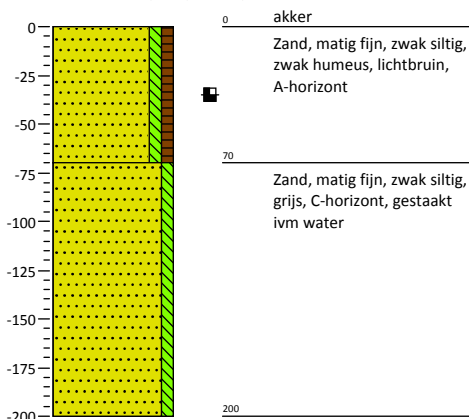 0
-25
-50
-75
-100
-125
-150
-175
-200
0
akker
Zand, matig fijn, zwak siltig,
zwak humeus, lichtbruin,
A-horizont
70
Zand, matig fijn, zwak siltig,
grijs, C-horizont, gestaakt
ivm water
200